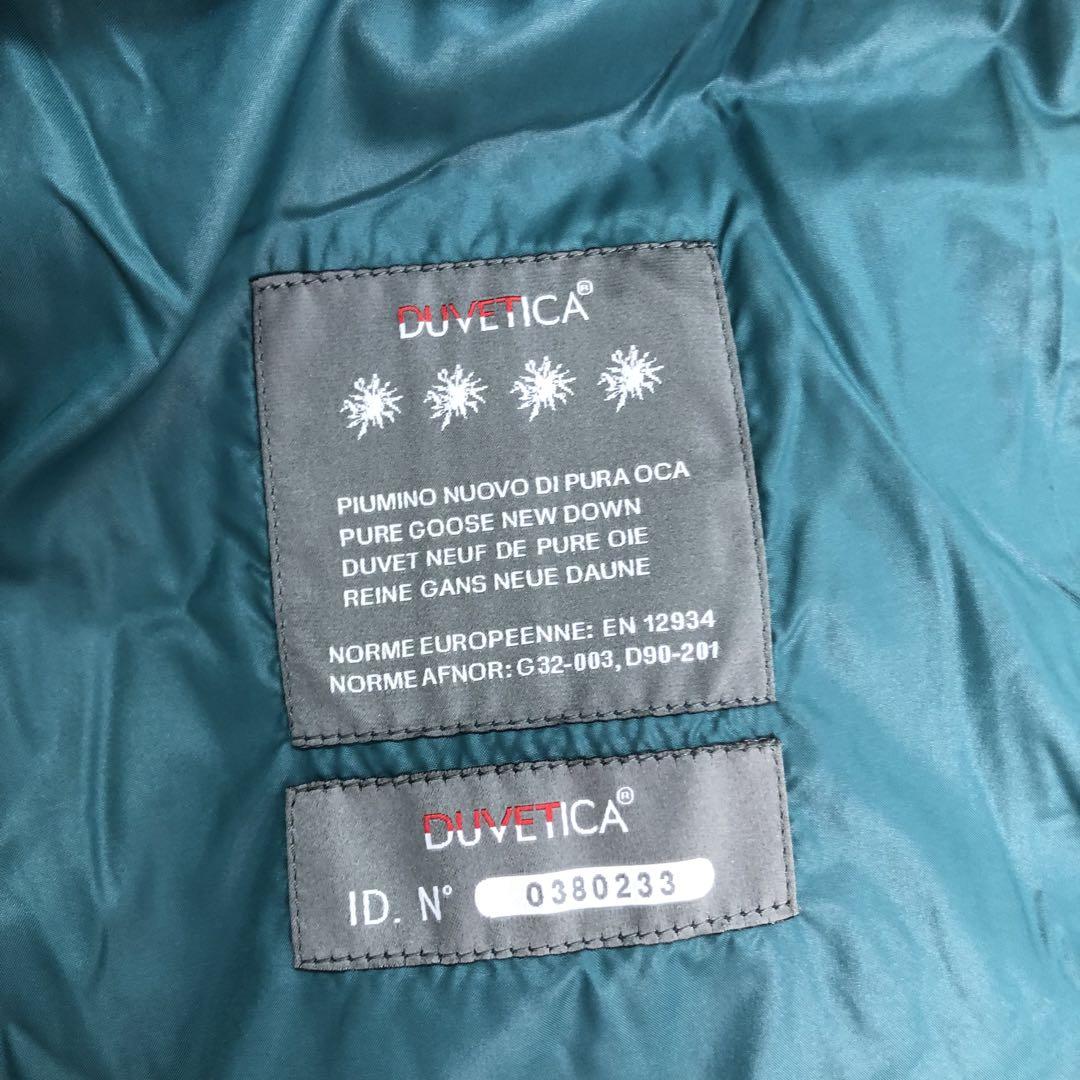 DUVETICA®
PIUMINO NUOVO DI PURA OCA
PURE GOOSE NEW DOWN
DUVET NEUF DE PURE OIE
REINE GANS NEUE DAUNE
NORME EUROPEENNE: EN 12934
NORME AFNOR: G32-003, D90-201
DUVETICA®
ID. N° 0380233